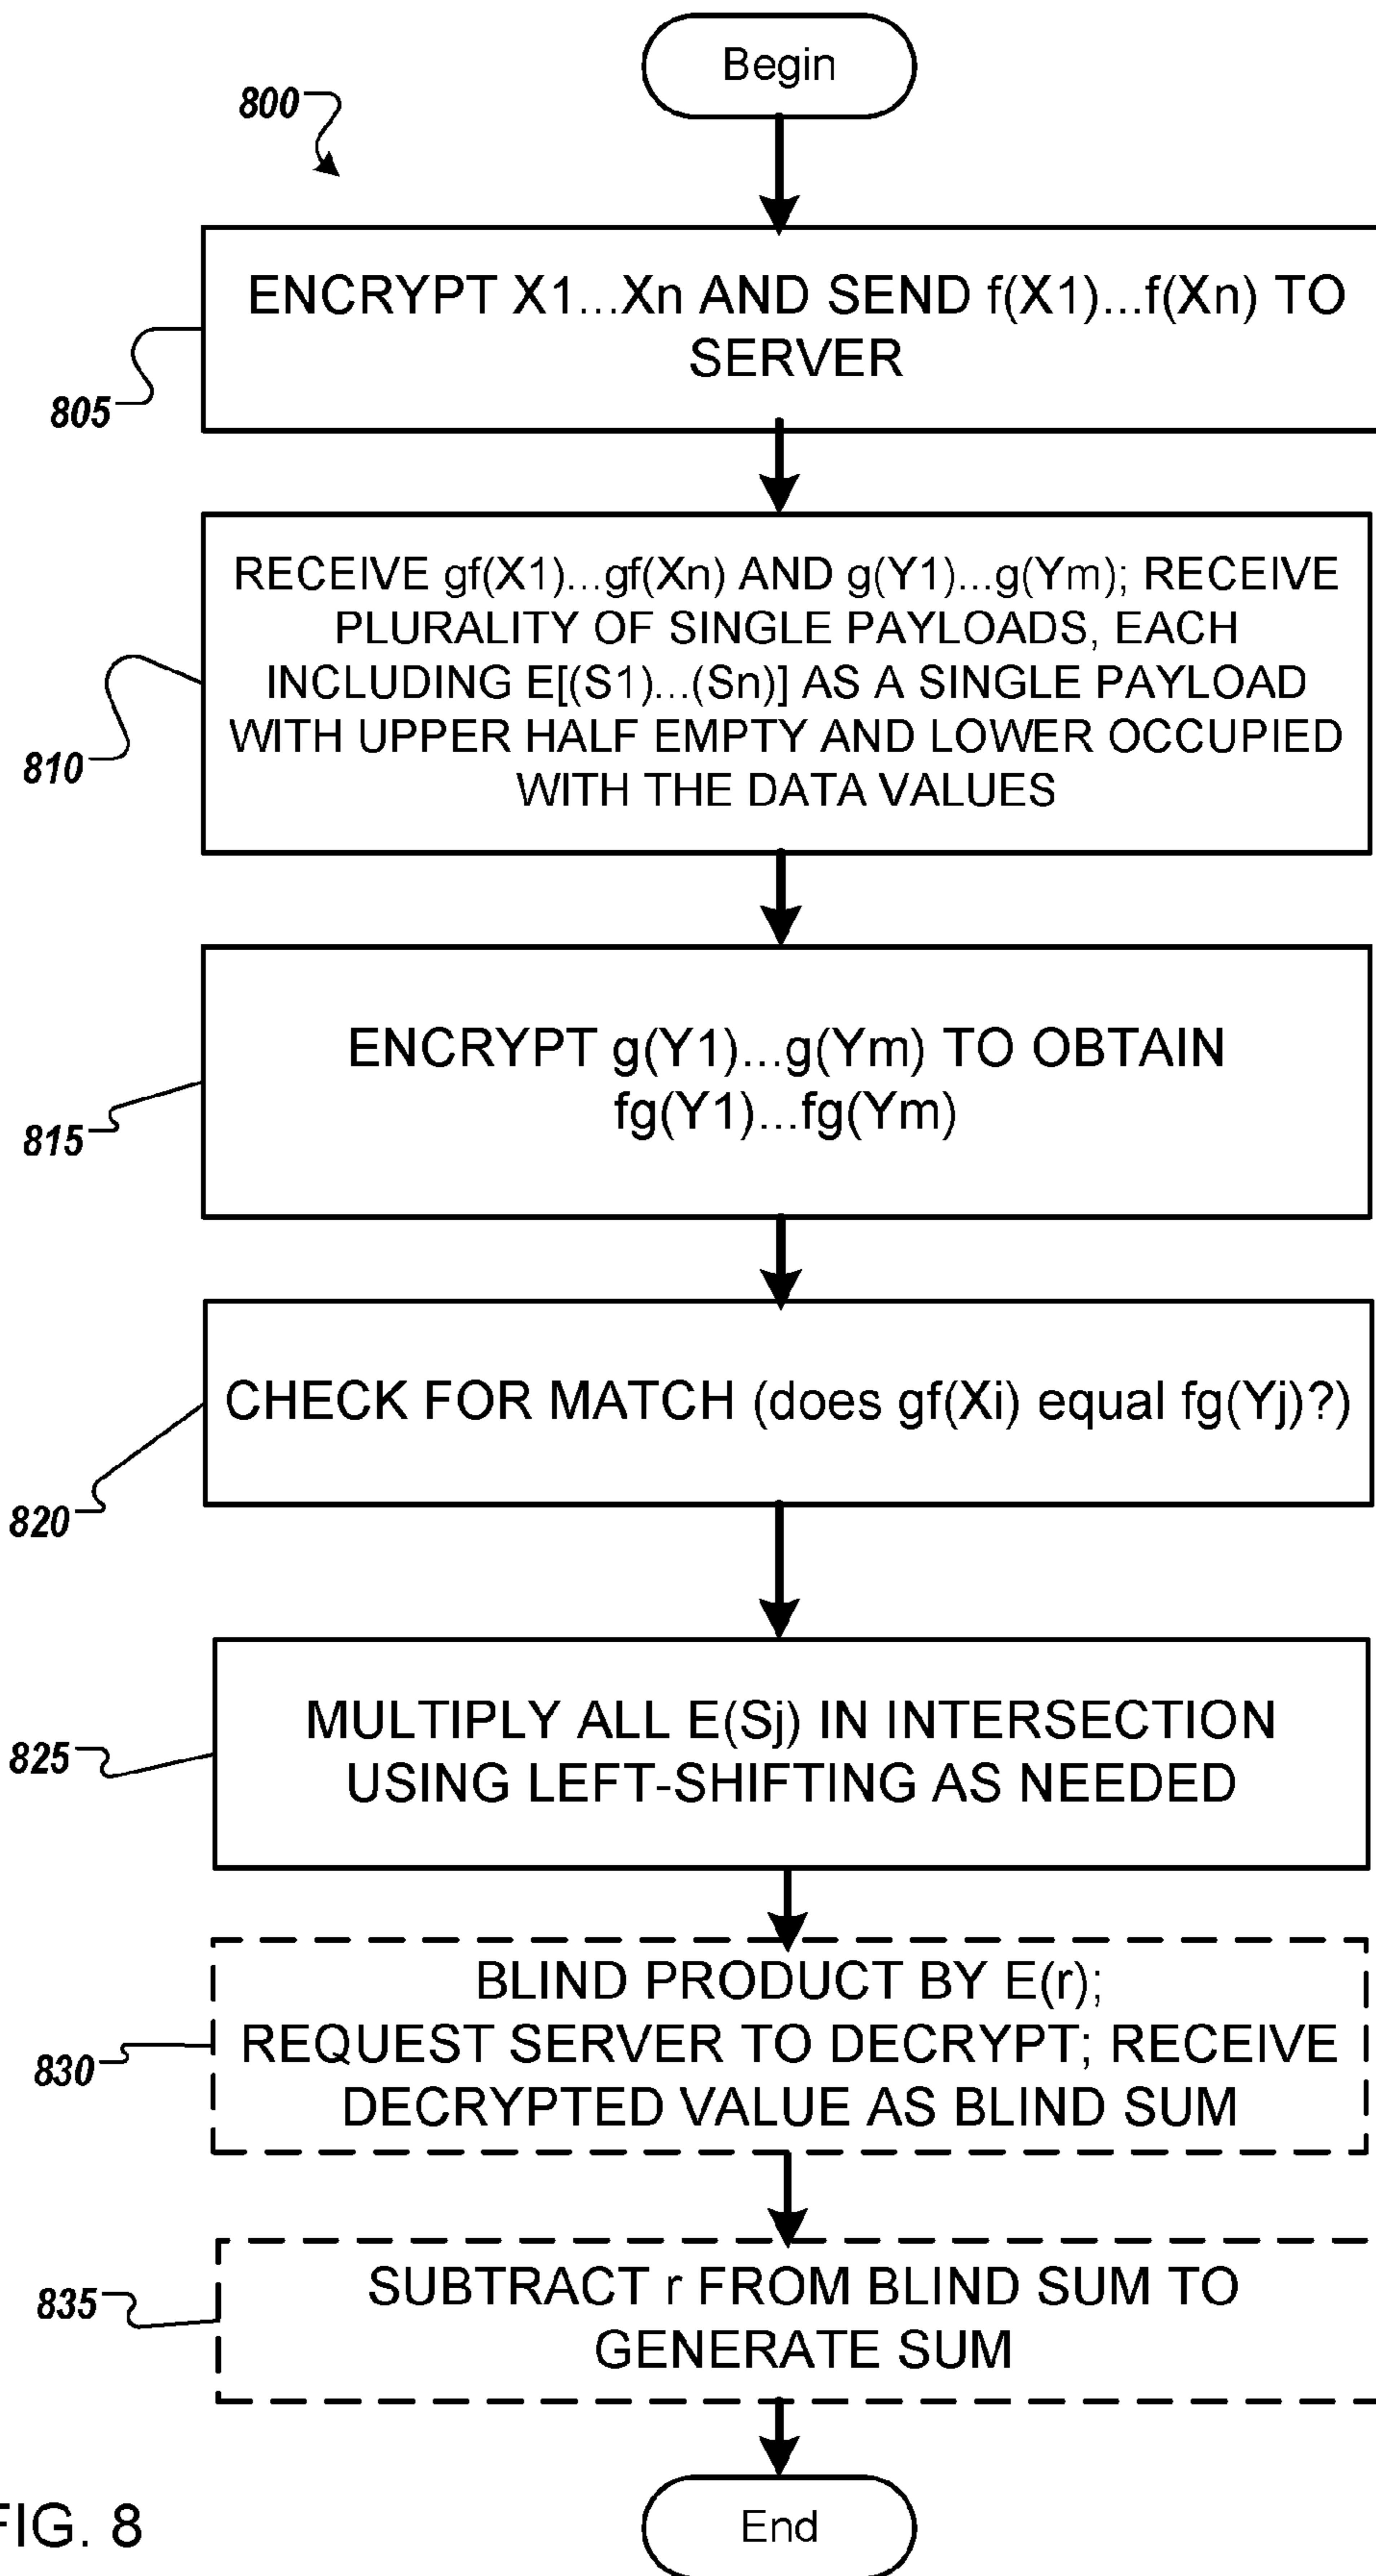 Begin
800
ENCRYPT X1...Xn AND SEND f(X1)...f(Xn) TO
SERVER
805
RECEIVE gf(X1)...gf(Xn) AND g(Y1)...g(Ym); RECEIVE
PLURALITY OF SINGLE PAYLOADS, EACH
INCLUDING E[(S1)...(Sn)] AS A SINGLE PAYLOAD
WITH UPPER HALF EMPTY AND LOWER OCCUPIED
WITH THE DATA VALUES
810
ENCRYPT g(Y1)...g(Ym) TO OBTAIN
fg(Y1)...fg(Ym)
815
CHECK FOR MATCH (does gf(Xi) equal fg(Yj)?)
820
MULTIPLY ALL E(Sj) IN INTERSECTION
USING LEFT-SHIFTING AS NEEDED
825
BLIND PRODUCT BY E(r);
REQUEST SERVER TO DECRYPT; RECEIVE
DECRYPTED VALUE AS BLIND SUM
830
SUBTRACT r FROM BLIND SUM TO
GENERATE SUM
835
End
FIG. 8